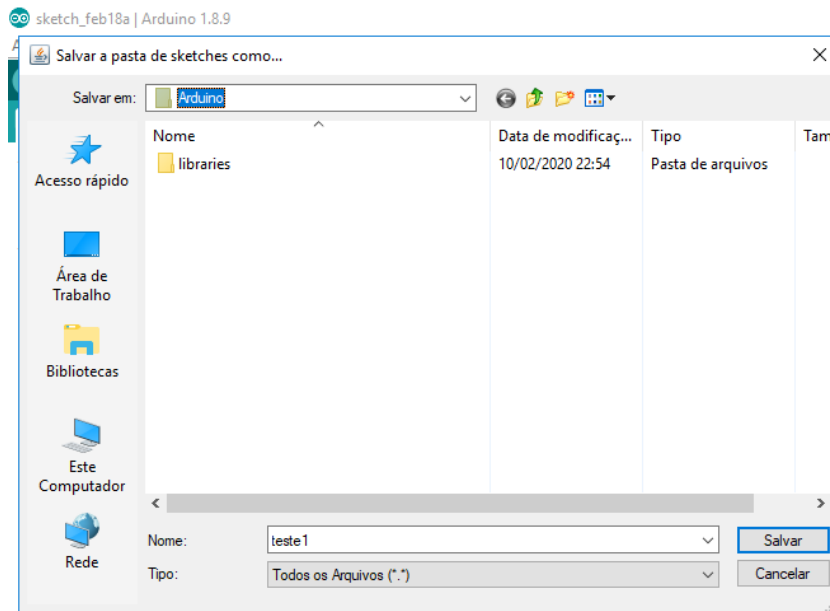 sketch_feb18a | Arduino 1.8.9
A
Salvar a pasta de sketches como...
Salvar em: Arduino
Nome Data de modificaç... Tipo Tam
libraries 10/02/2020 22:54 Pasta de arquivos
Acesso rápido
Área de
Trabalho
Bibliotecas
Este
Computador
Rede
Nome: teste1 Salvar
Tipo: Todos os Arquivos (*.*) Cancelar